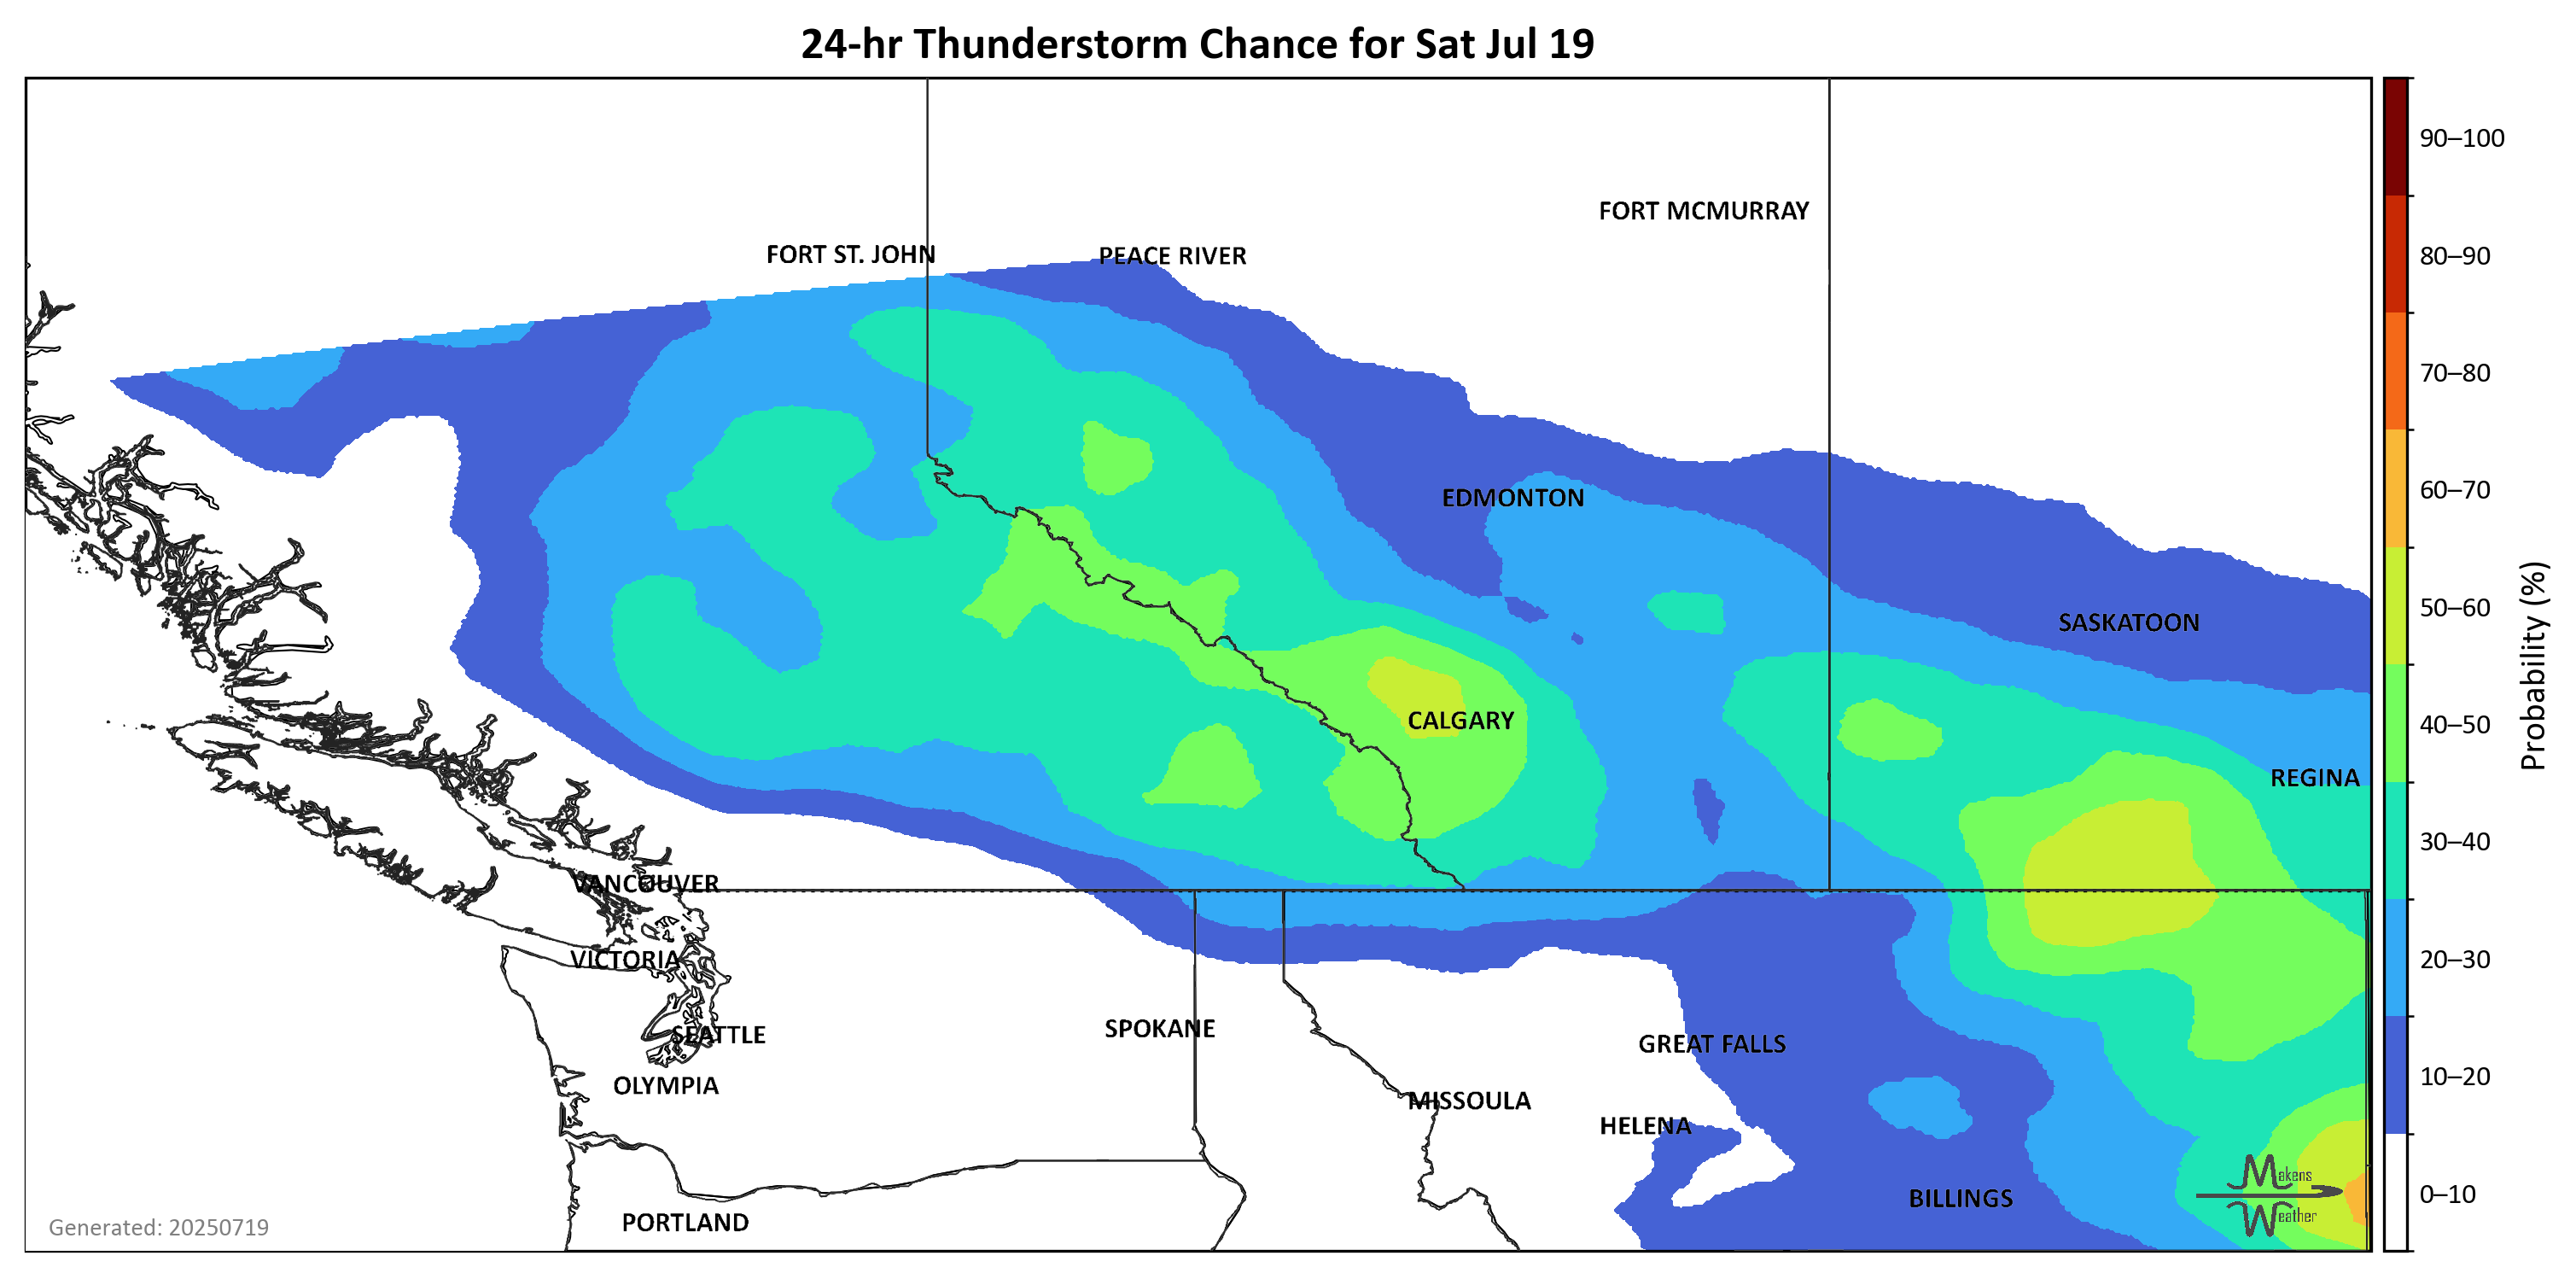 24-hr Thunderstorm Chance for Sat Jul 19
90–100
FORT MCMURRAY
FORT ST. JOHN
PEACE RIVER
80–90
70–80
EDMONTON
60–70
SASKATOON
50–60
CALGARY
40–50
REGINA
Probability (%)
30–40
VANCOUVER
VICTORIA
20–30
SPOKANE
SEATTLE
GREAT FALLS
OLYMPIA
10–20
MISSOULA
HELENA
Makens
Weather
BILLINGS
0–10
PORTLAND
Generated: 20250719